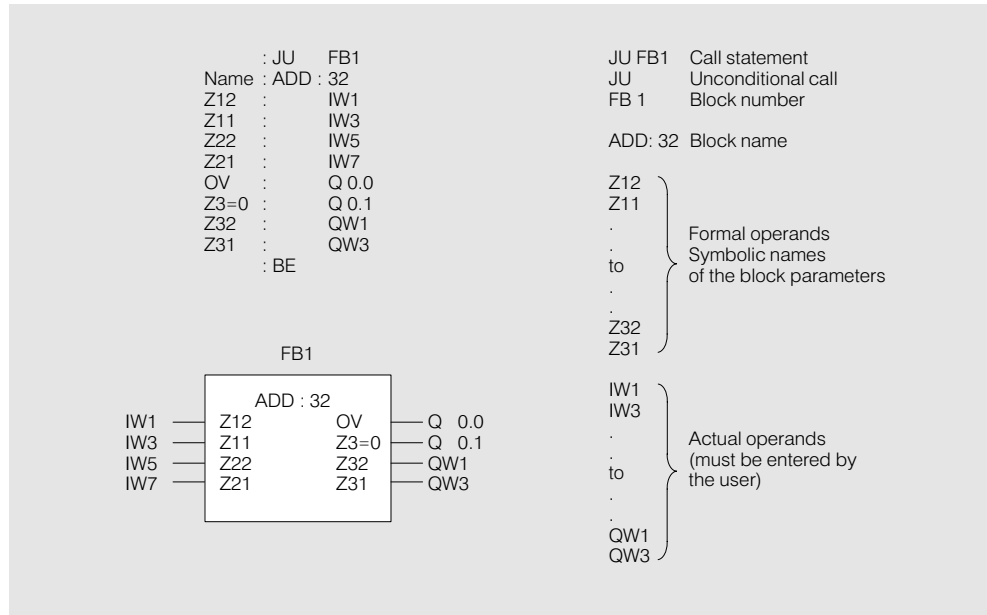 : JU FB1
Name : ADD : 32
Z12 : IW1
Z11 : IW3
Z22 : IW5
Z21 : IW7
OV : Q 0.0
Z3=0 : Q 0.1
Z32 : QW1
Z31 : QW3
: BE
FB1
ADD : 32
IW1 Z12 OV Q 0.0
IW3 Z11 Z3=0 Q 0.1
IW5 Z22 Z32 QW1
IW7 Z21 Z31 QW3
JU FB1 Call statement
JU Unconditional call
FB 1 Block number
ADD: 32 Block name
Z12
Z11
.
.
to
.
.
Z32
Z31
Formal operands
Symbolic names
of the block parameters
IW1
IW3
.
.
to
.
.
QW1
QW3
Actual operands
(must be entered by
the user)